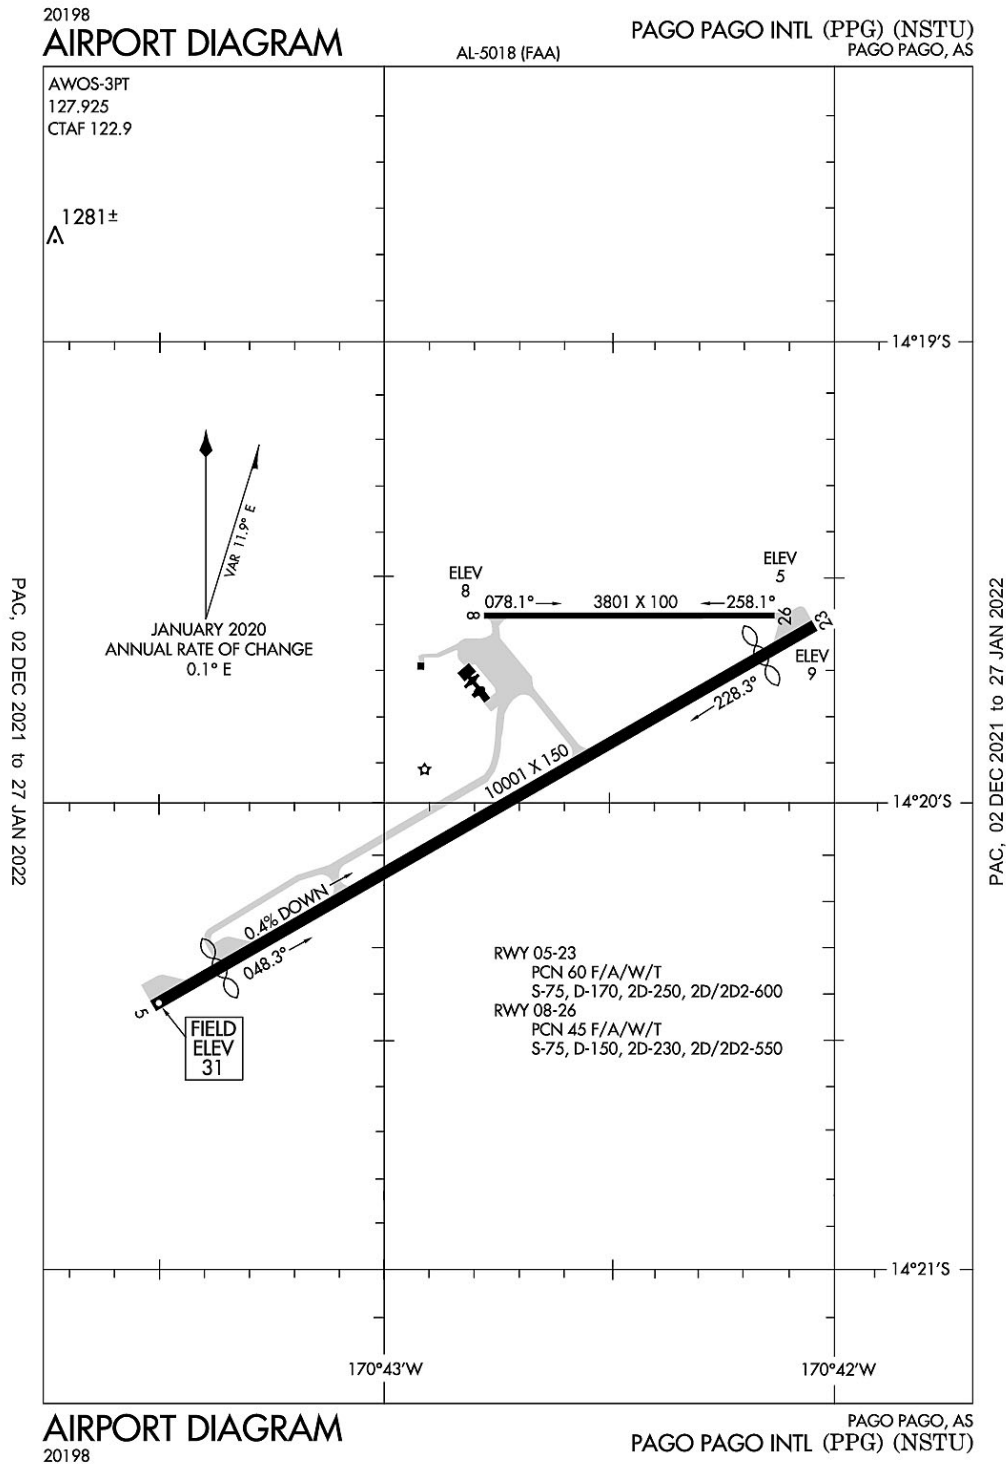 20198
AIRPORT DIAGRAM
AL-5018 (FAA)
PAGO PAGO INTL (PPG) (NSTU)
PAGO PAGO, AS
AWOS-3PT
127.925
CTAF 122.9
1281±
14°19'S
VAR 11.9° E
JANUARY 2020
ANNUAL RATE OF CHANGE
0.1° E
ELEV
8
ELEV
5
8
078.1°
3801 X 100
258.1°
26
23
ELEV
9
228.3°
10001 X 150
14°20'S
0.4% DOWN
048.3°
5
FIELD
ELEV
31
RWY 05-23
PCN 60 F/A/W/T
S-75, D-170, 2D-250, 2D/2D2-600
RWY 08-26
PCN 45 F/A/W/T
S-75, D-150, 2D-230, 2D/2D2-550
14°21'S
170°43'W
170°42'W
PAC, 02 DEC 2021 to 27 JAN 2022
PAC, 02 DEC 2021 to 27 JAN 2022
AIRPORT DIAGRAM
20198
PAGO PAGO, AS
PAGO PAGO INTL (PPG) (NSTU)